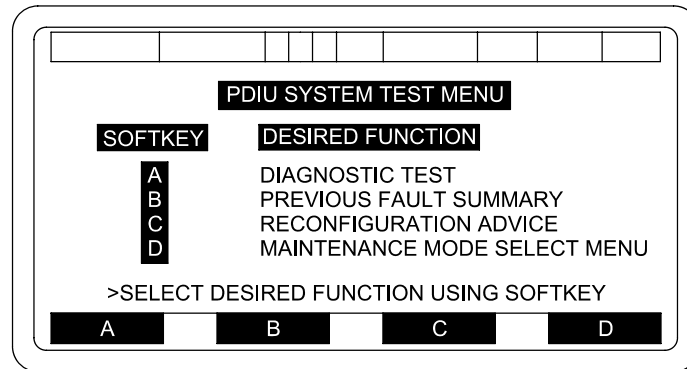 PDIU SYSTEM TEST MENU
SOFTKEY DESIRED FUNCTION
A DIAGNOSTIC TEST
B PREVIOUS FAULT SUMMARY
C RECONFIGURATION ADVICE
D MAINTENANCE MODE SELECT MENU
>SELECT DESIRED FUNCTION USING SOFTKEY
A B C D